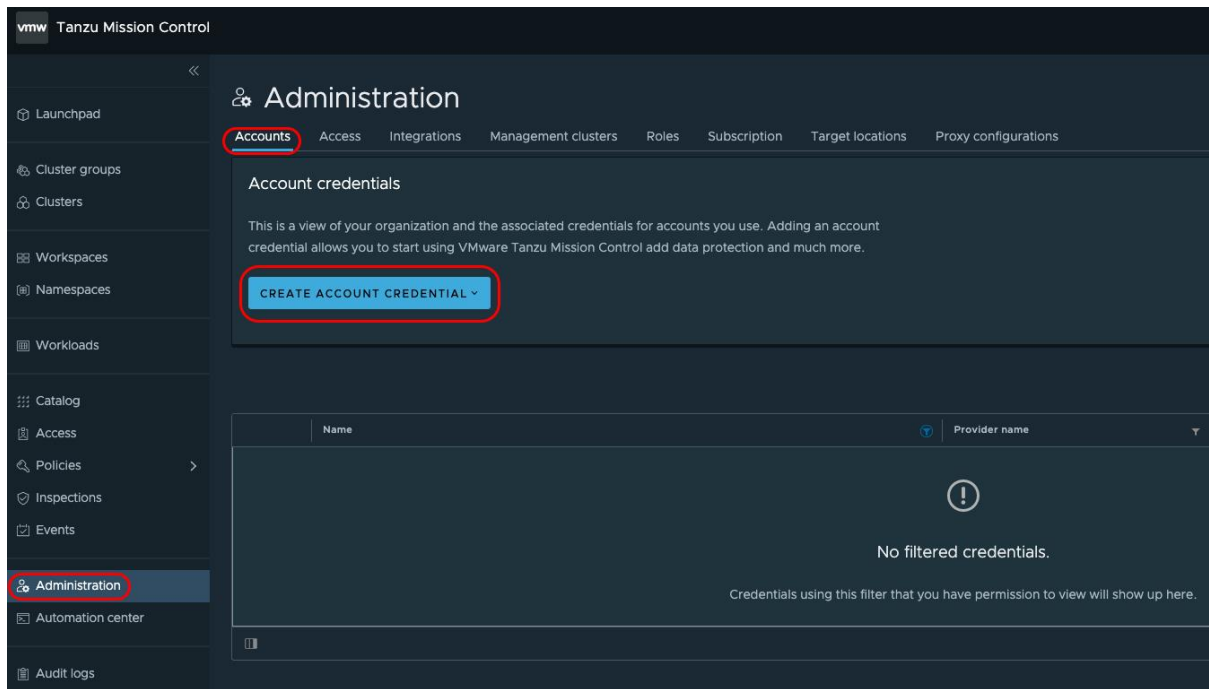 vmw Tanzu Mission Control
Launchpad
Cluster groups
Clusters
Workspaces
Namespaces
Workloads
Catalog
Access
Policies
Inspections
Events
Administration
Automation center
Audit logs
Administration
Accounts Access Integrations Management clusters Roles Subscription Target locations Proxy configurations
Account credentials
This is a view of your organization and the associated credentials for accounts you use. Adding an account
credential allows you to start using VMware Tanzu Mission Control add data protection and much more.
CREATE ACCOUNT CREDENTIAL
Name Provider name
No filtered credentials.
Credentials using this filter that you have permission to view will show up here.